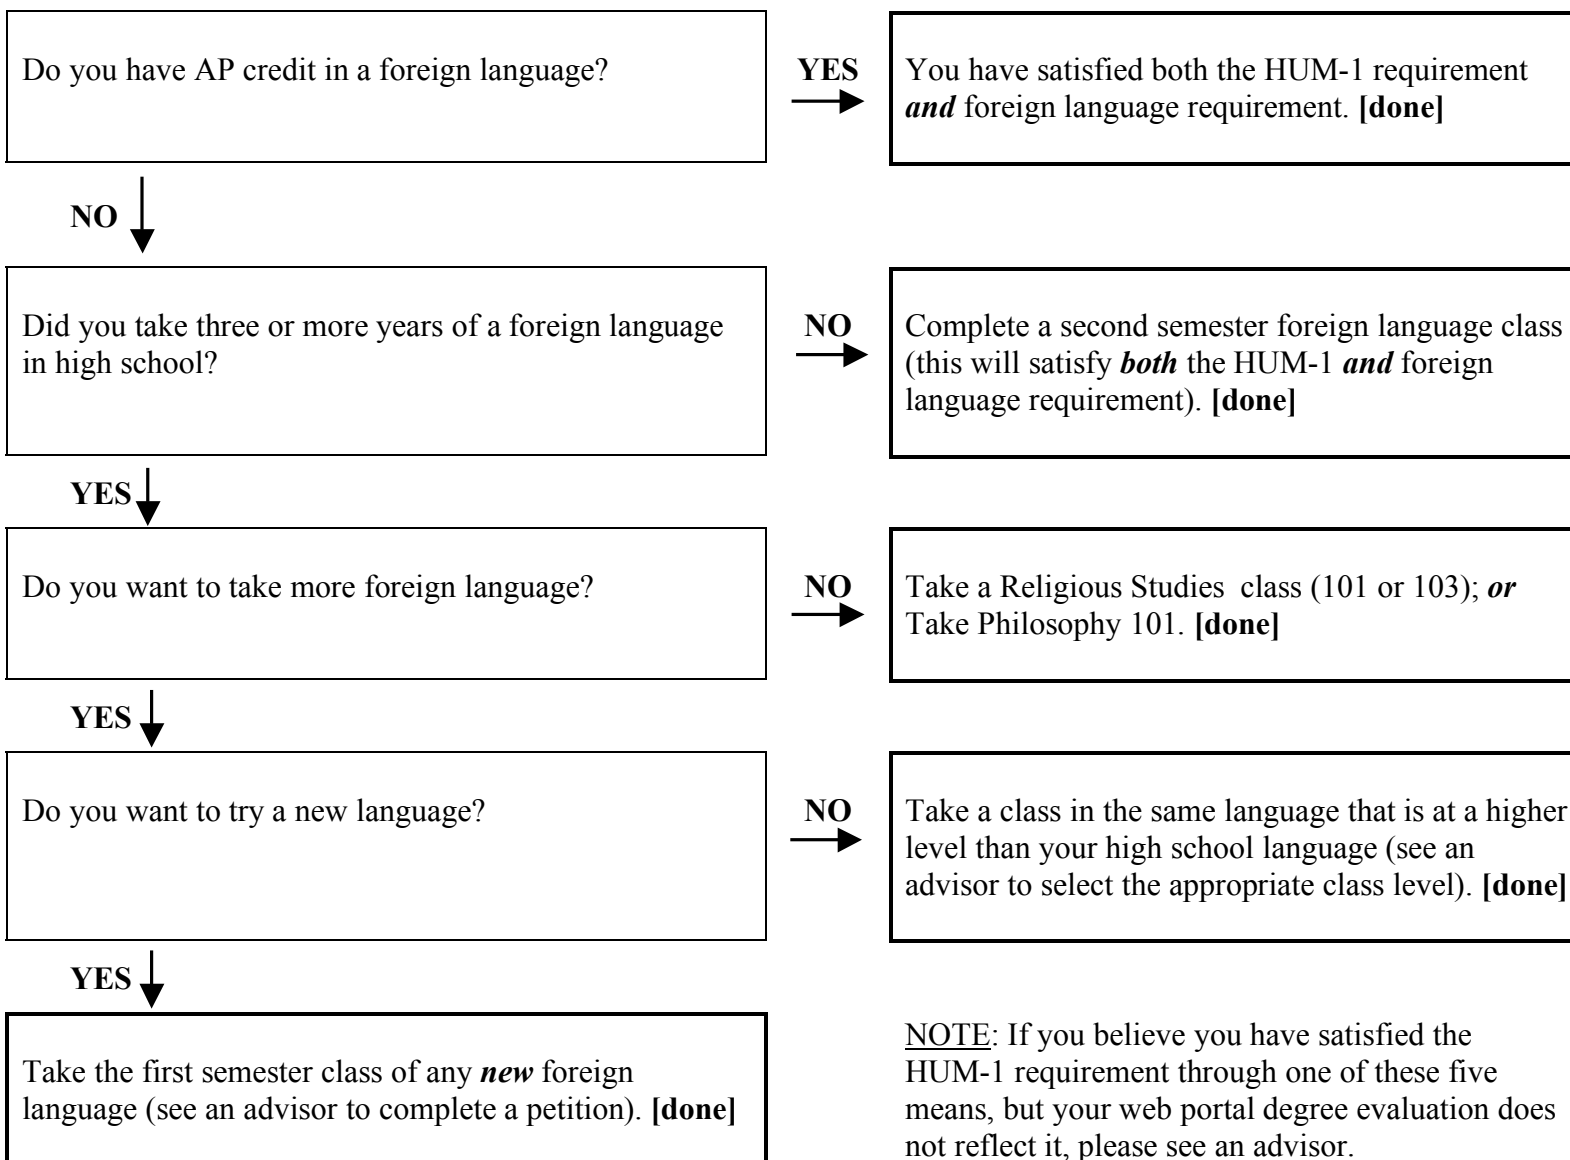 Do you have AP credit in a foreign language?
YES
You have satisfied both the HUM-1 requirement
and foreign language requirement. [done]
NO
Did you take three or more years of a foreign language
in high school?
NO
Complete a second semester foreign language class
(this will satisfy both the HUM-1 and foreign
language requirement). [done]
YES
Do you want to take more foreign language?
NO
Take a Religious Studies class (101 or 103); or
Take Philosophy 101. [done]
YES
Do you want to try a new language?
NO
Take a class in the same language that is at a higher
level than your high school language (see an
advisor to select the appropriate class level). [done]
YES
Take the first semester class of any new foreign
language (see an advisor to complete a petition). [done]
NOTE: If you believe you have satisfied the
HUM-1 requirement through one of these five
means, but your web portal degree evaluation does
not reflect it, please see an advisor.